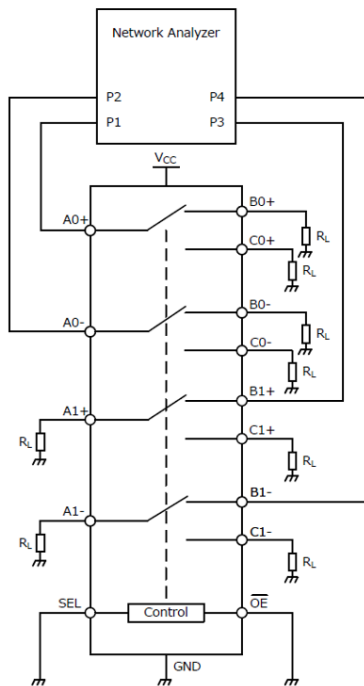 Network Analyzer
P2 P4
P1 P3
VCC
A0+ B0+
RL
C0+
RL
A0- B0-
RL
C0-
RL
A1+ B1+
RL
C1+
RL
A1- B1-
RL
C1-
RL
SEL Control OE
GND